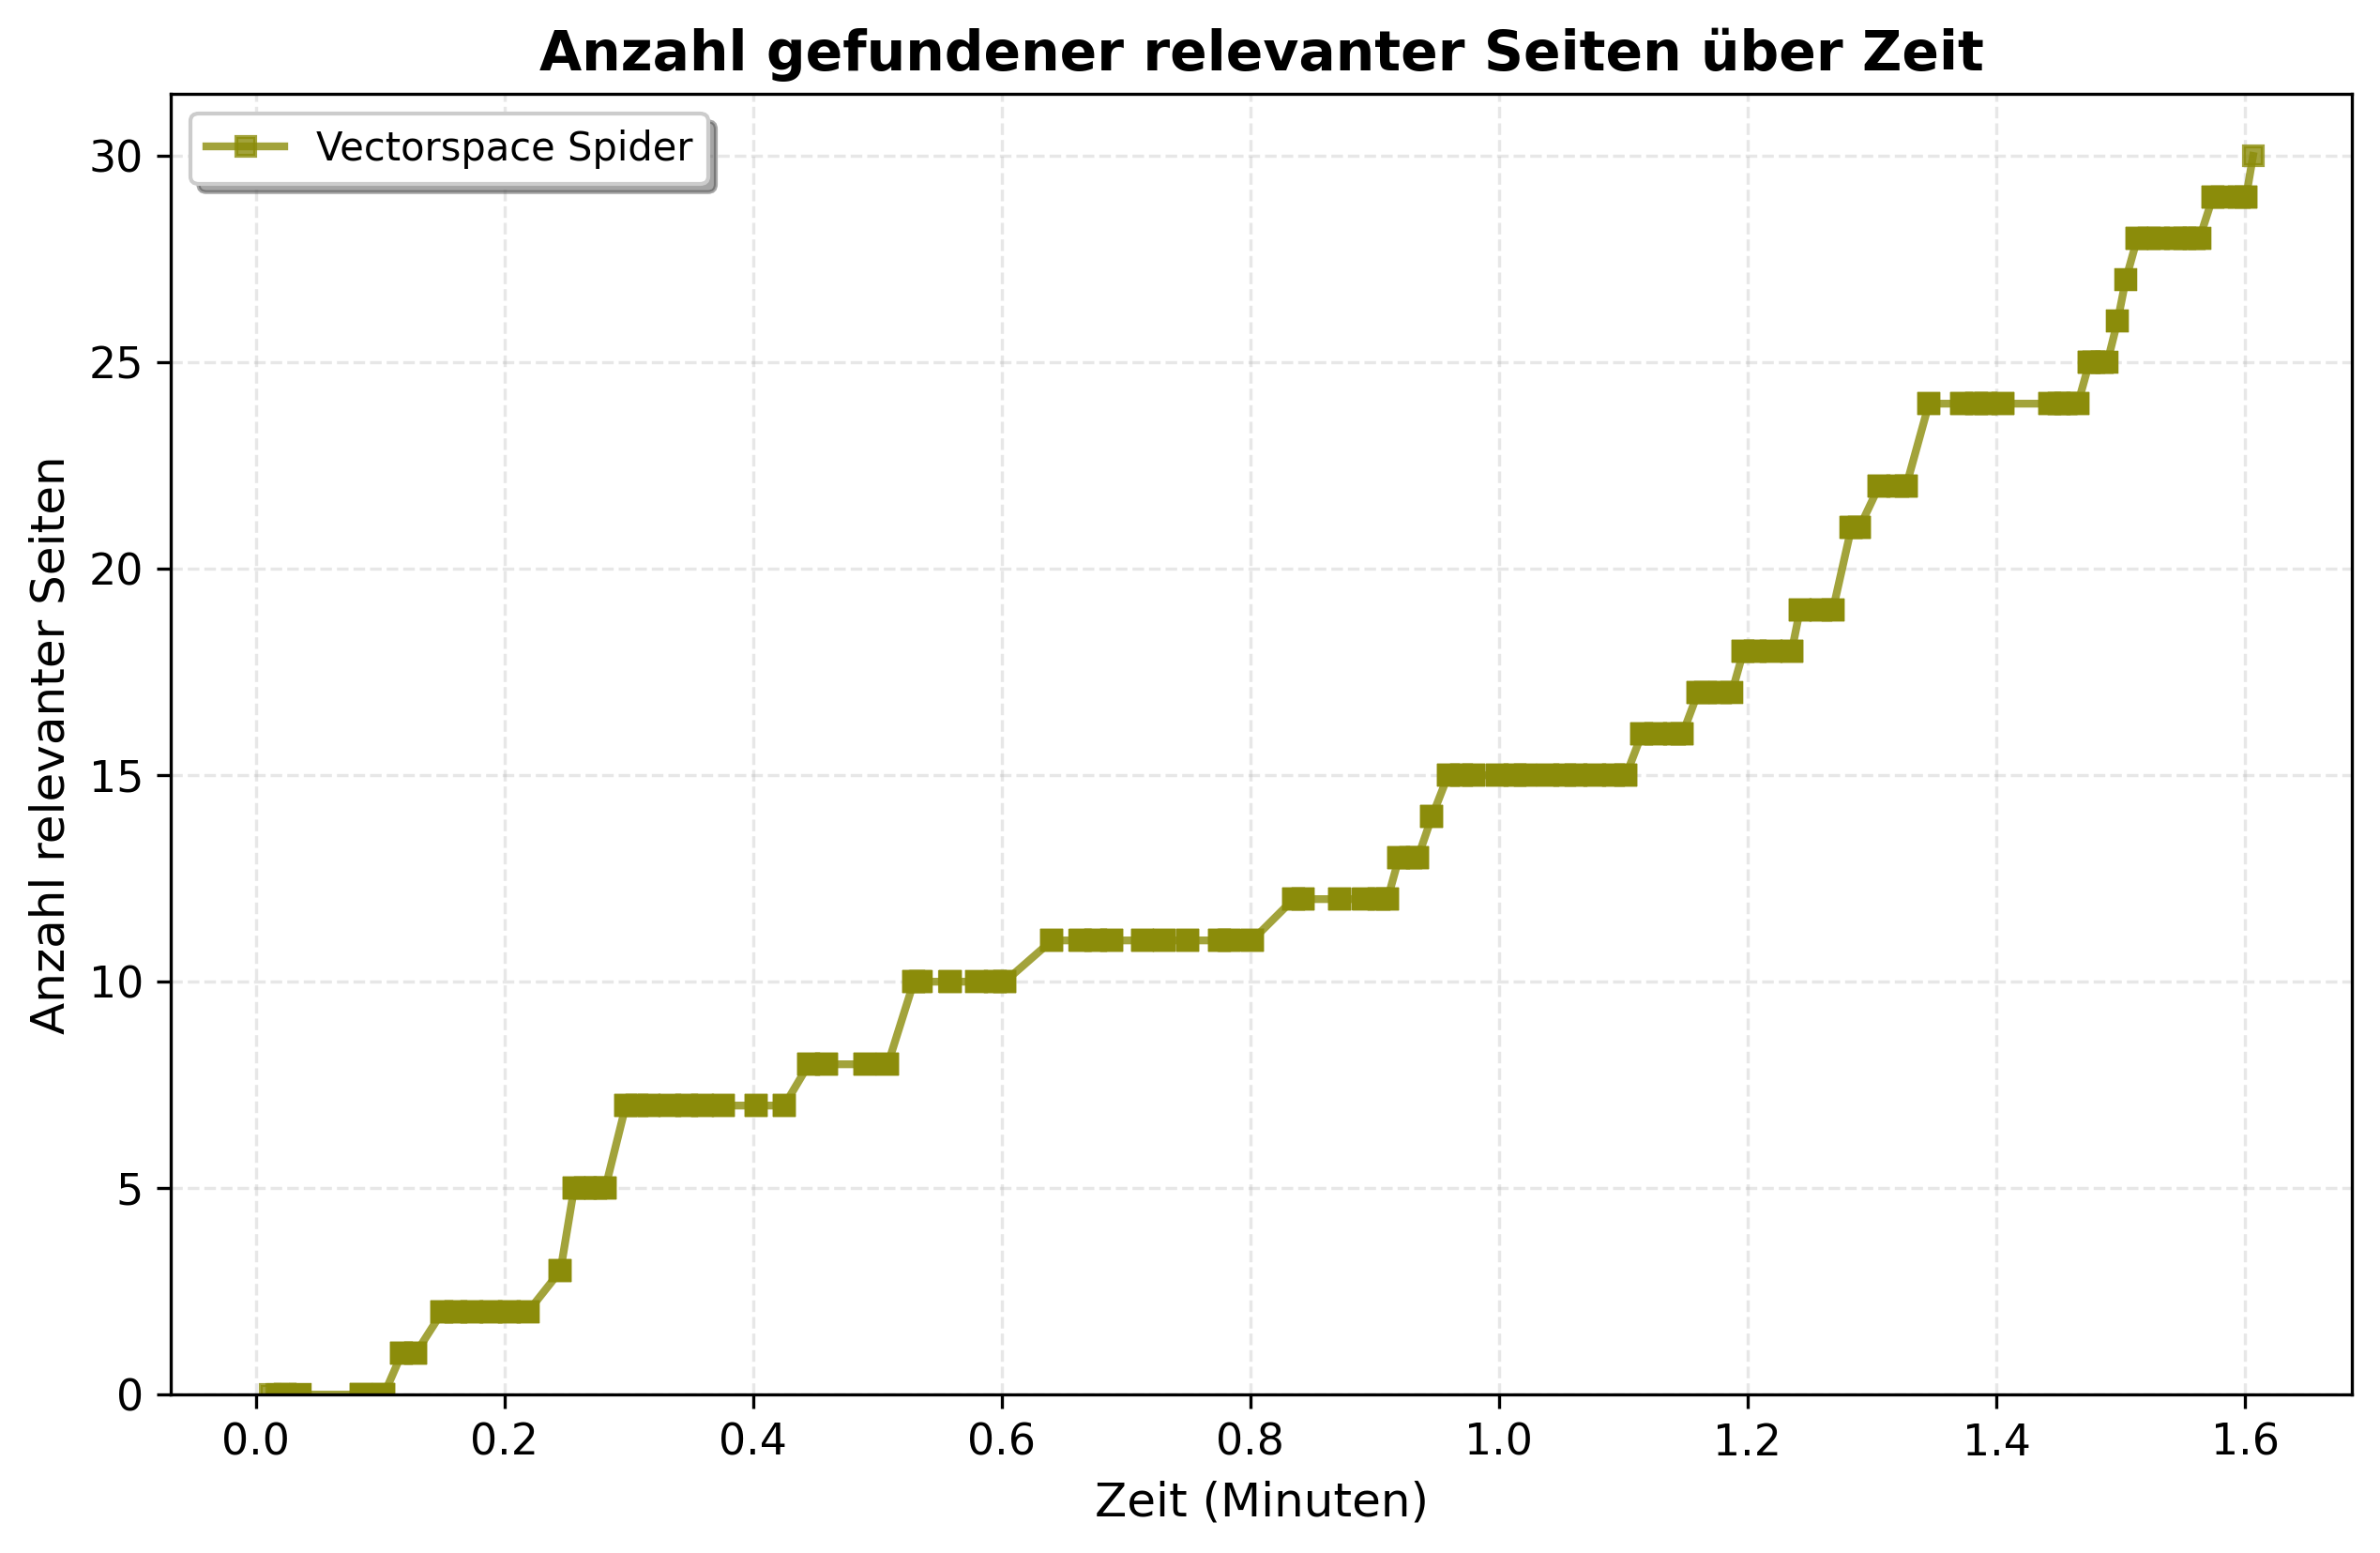 Anzahl gefundener relevanter Seiten über Zeit
Vectorspace Spider
Anzahl relevanter Seiten
30
25
20
15
10
5
0
0.0 0.2 0.4 0.6 0.8 1.0 1.2 1.4 1.6
Zeit (Minuten)